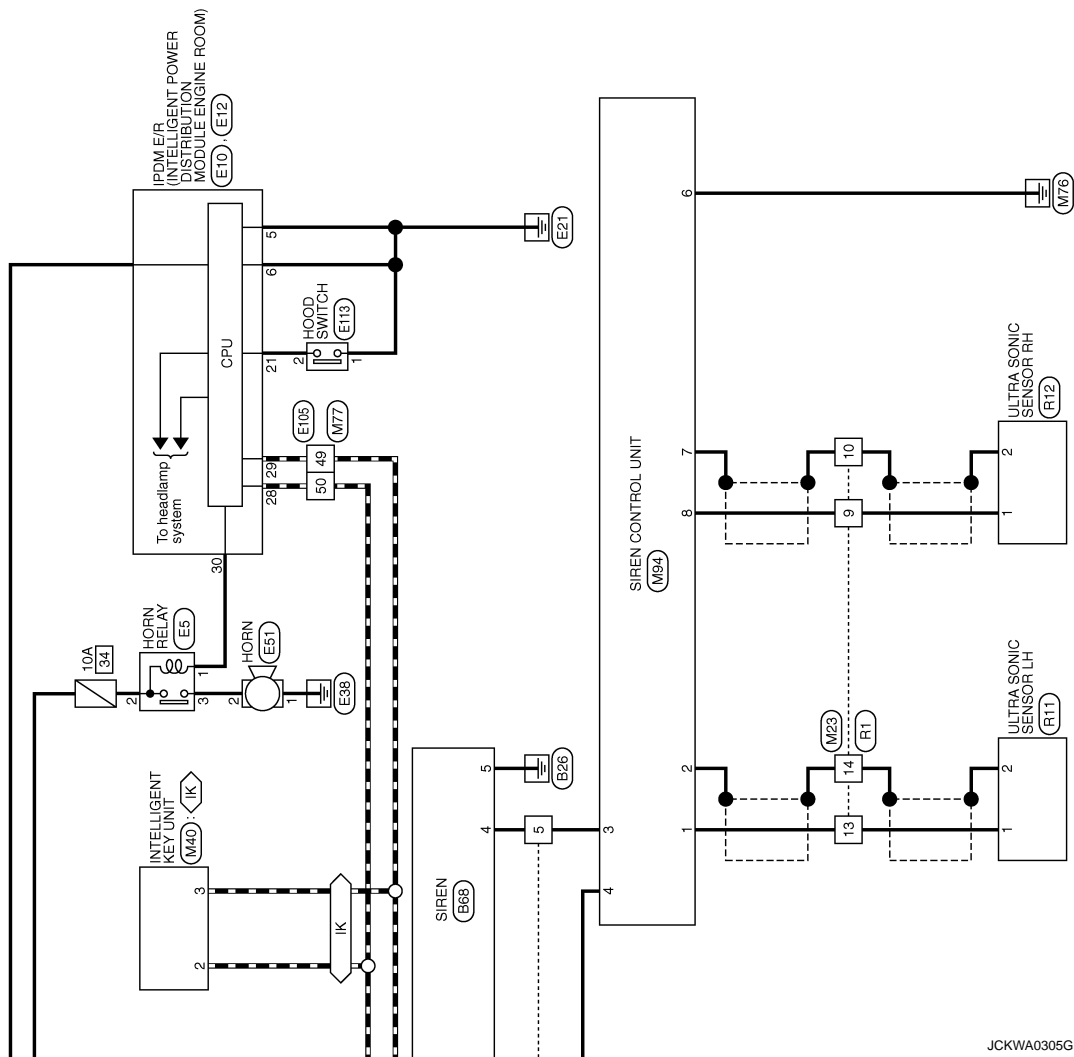 IPDM E/R
(INTELLIGENT POWER
DISTRIBUTION
MODULE ENGINE ROOM)
E10 , E12
CPU
To headlamp
system
5
6
21
29
28
30
E21
HOOD
SWITCH
E113
2
1
E105
M77
49
50
10A
34
HORN
RELAY
E5
2
1
3
HORN
E51
2
1
E38
INTELLIGENT
KEY UNIT
M40 : IK
3
2
IK
SIREN
B68
5
4
B26
5
SIREN CONTROL UNIT
M94
6
7
8
2
1
3
4
M76
10
9
M23
R1
14
13
ULTRA SONIC
SENSOR RH
R12
2
1
ULTRA SONIC
SENSOR LH
R11
2
1
JCKWA0305G